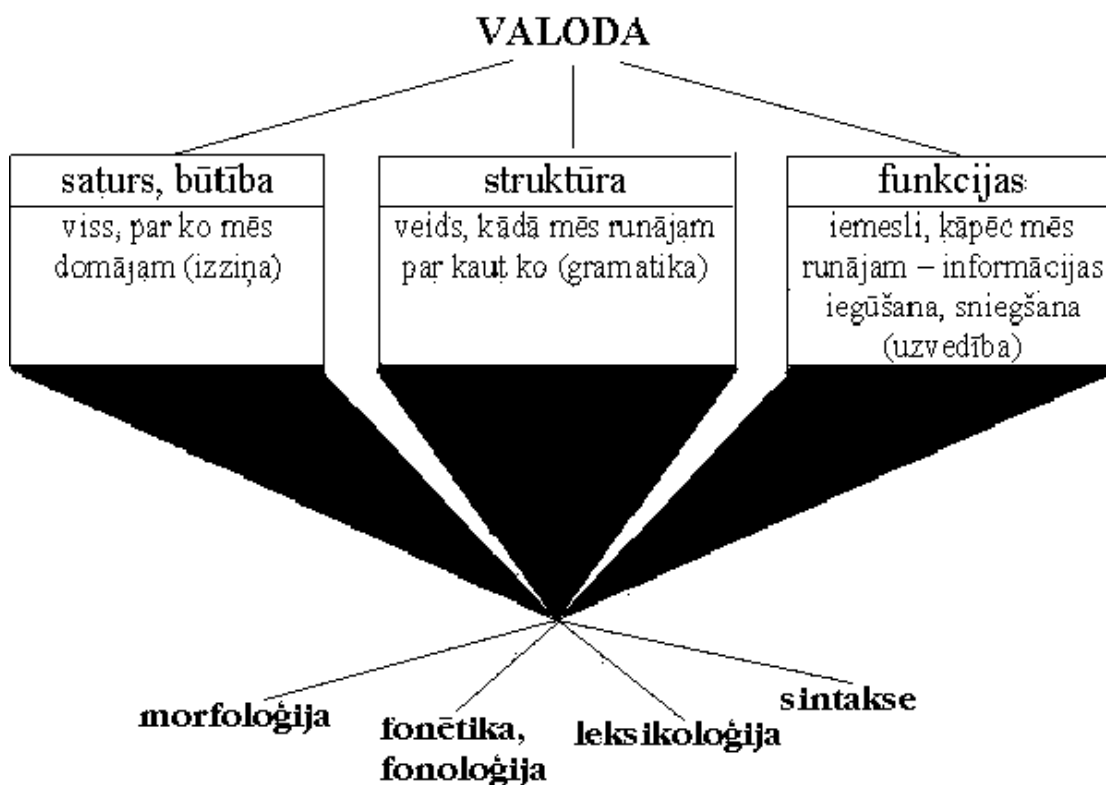 VALODA
saturs, būtība
viss, par ko mēs
domājam (izziņa)
struktūra
veids, kādā mēs runājam
par kaut ko (gramatika)
funkcijas
iemesli, kāpēc mēs
runājam – informācijas
iegūšana, sniegšana
(uzvedība)
morfoloģija
fonētika,
fonoloģija
leksikoloģija
sintakse